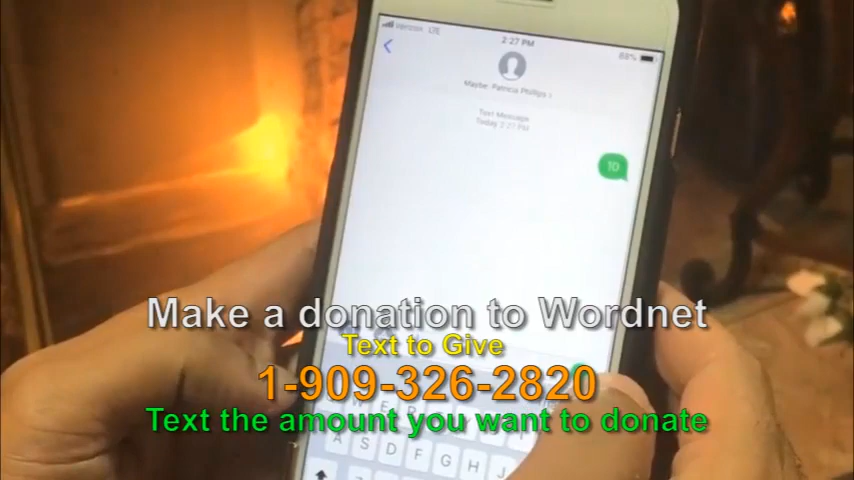 Verizon LTE
2:27 PM
88%
Maybe: Patricia Phillips
Text Message
Today 2:27 PM
10
Make a donation to Wordnet
Text to Give
1-909-326-2820
Text the amount you want to donate
W E R
A S D F G H